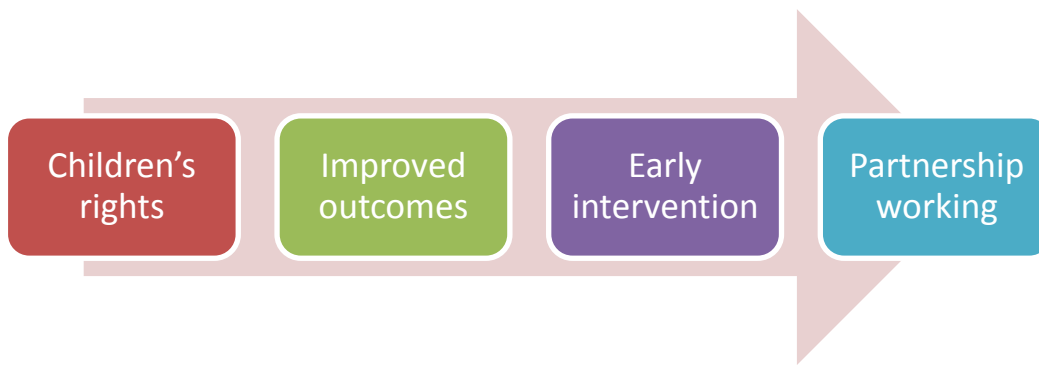 Children’s
rights
Improved
outcomes
Early
intervention
Partnership
working